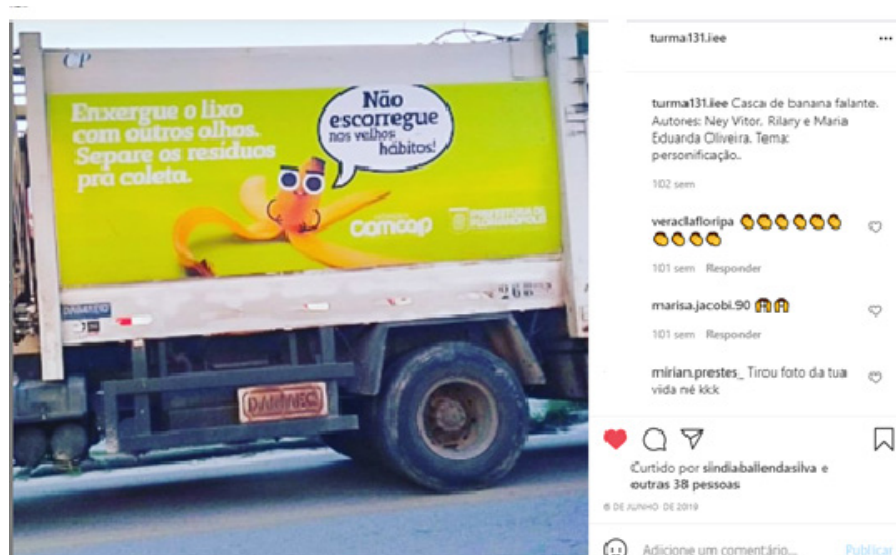 CP
Enxergue o lixo
com outros olhos.
Separe os resíduos
pra coleta.
Não
escorregue
nos velhos
hábitos!
Comcap
PREFEITURA DE
FLORIANÓPOLIS
DAMAEQ
turma131.iee
turma131.iee Casca de banana falante.
Autores: Ney Vitor, Rilary e Maria
Eduarda Oliveira. Tema:
personificação..
102 sem
veraclafloripa
101 sem Responder
marisa.jacobi.90
101 sem Responder
mirian.prestes_ Tirou foto da tua
vida né kkk
Curtido por sindiaballendasilva e
outras 38 pessoas
6 DE JUNHO DE 2019
Adicione um comentário...
Publicar